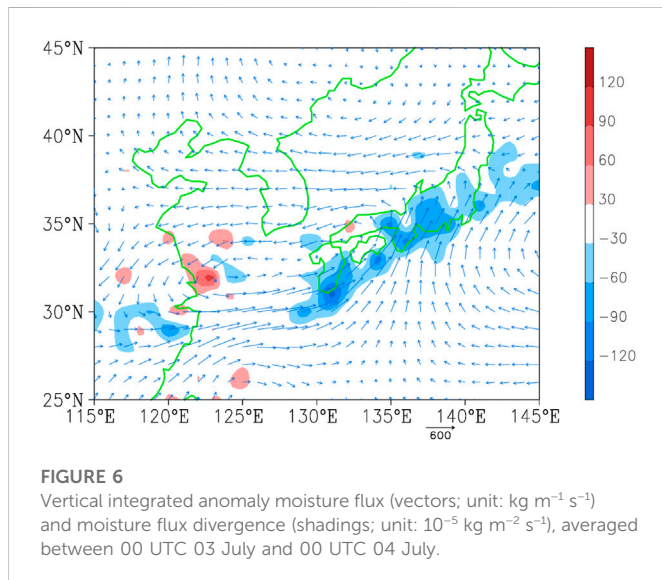 45°N
40°N
35°N
30°N
25°N
115°E 120°E 125°E 130°E 135°E 140°E 145°E
600
120
90
60
30
−30
−60
−90
−120
FIGURE 6
Vertical integrated anomaly moisture flux (vectors; unit: kg m⁻¹ s⁻¹)
and moisture flux divergence (shadings; unit: 10⁻⁵ kg m⁻² s⁻¹), averaged
between 00 UTC 03 July and 00 UTC 04 July.